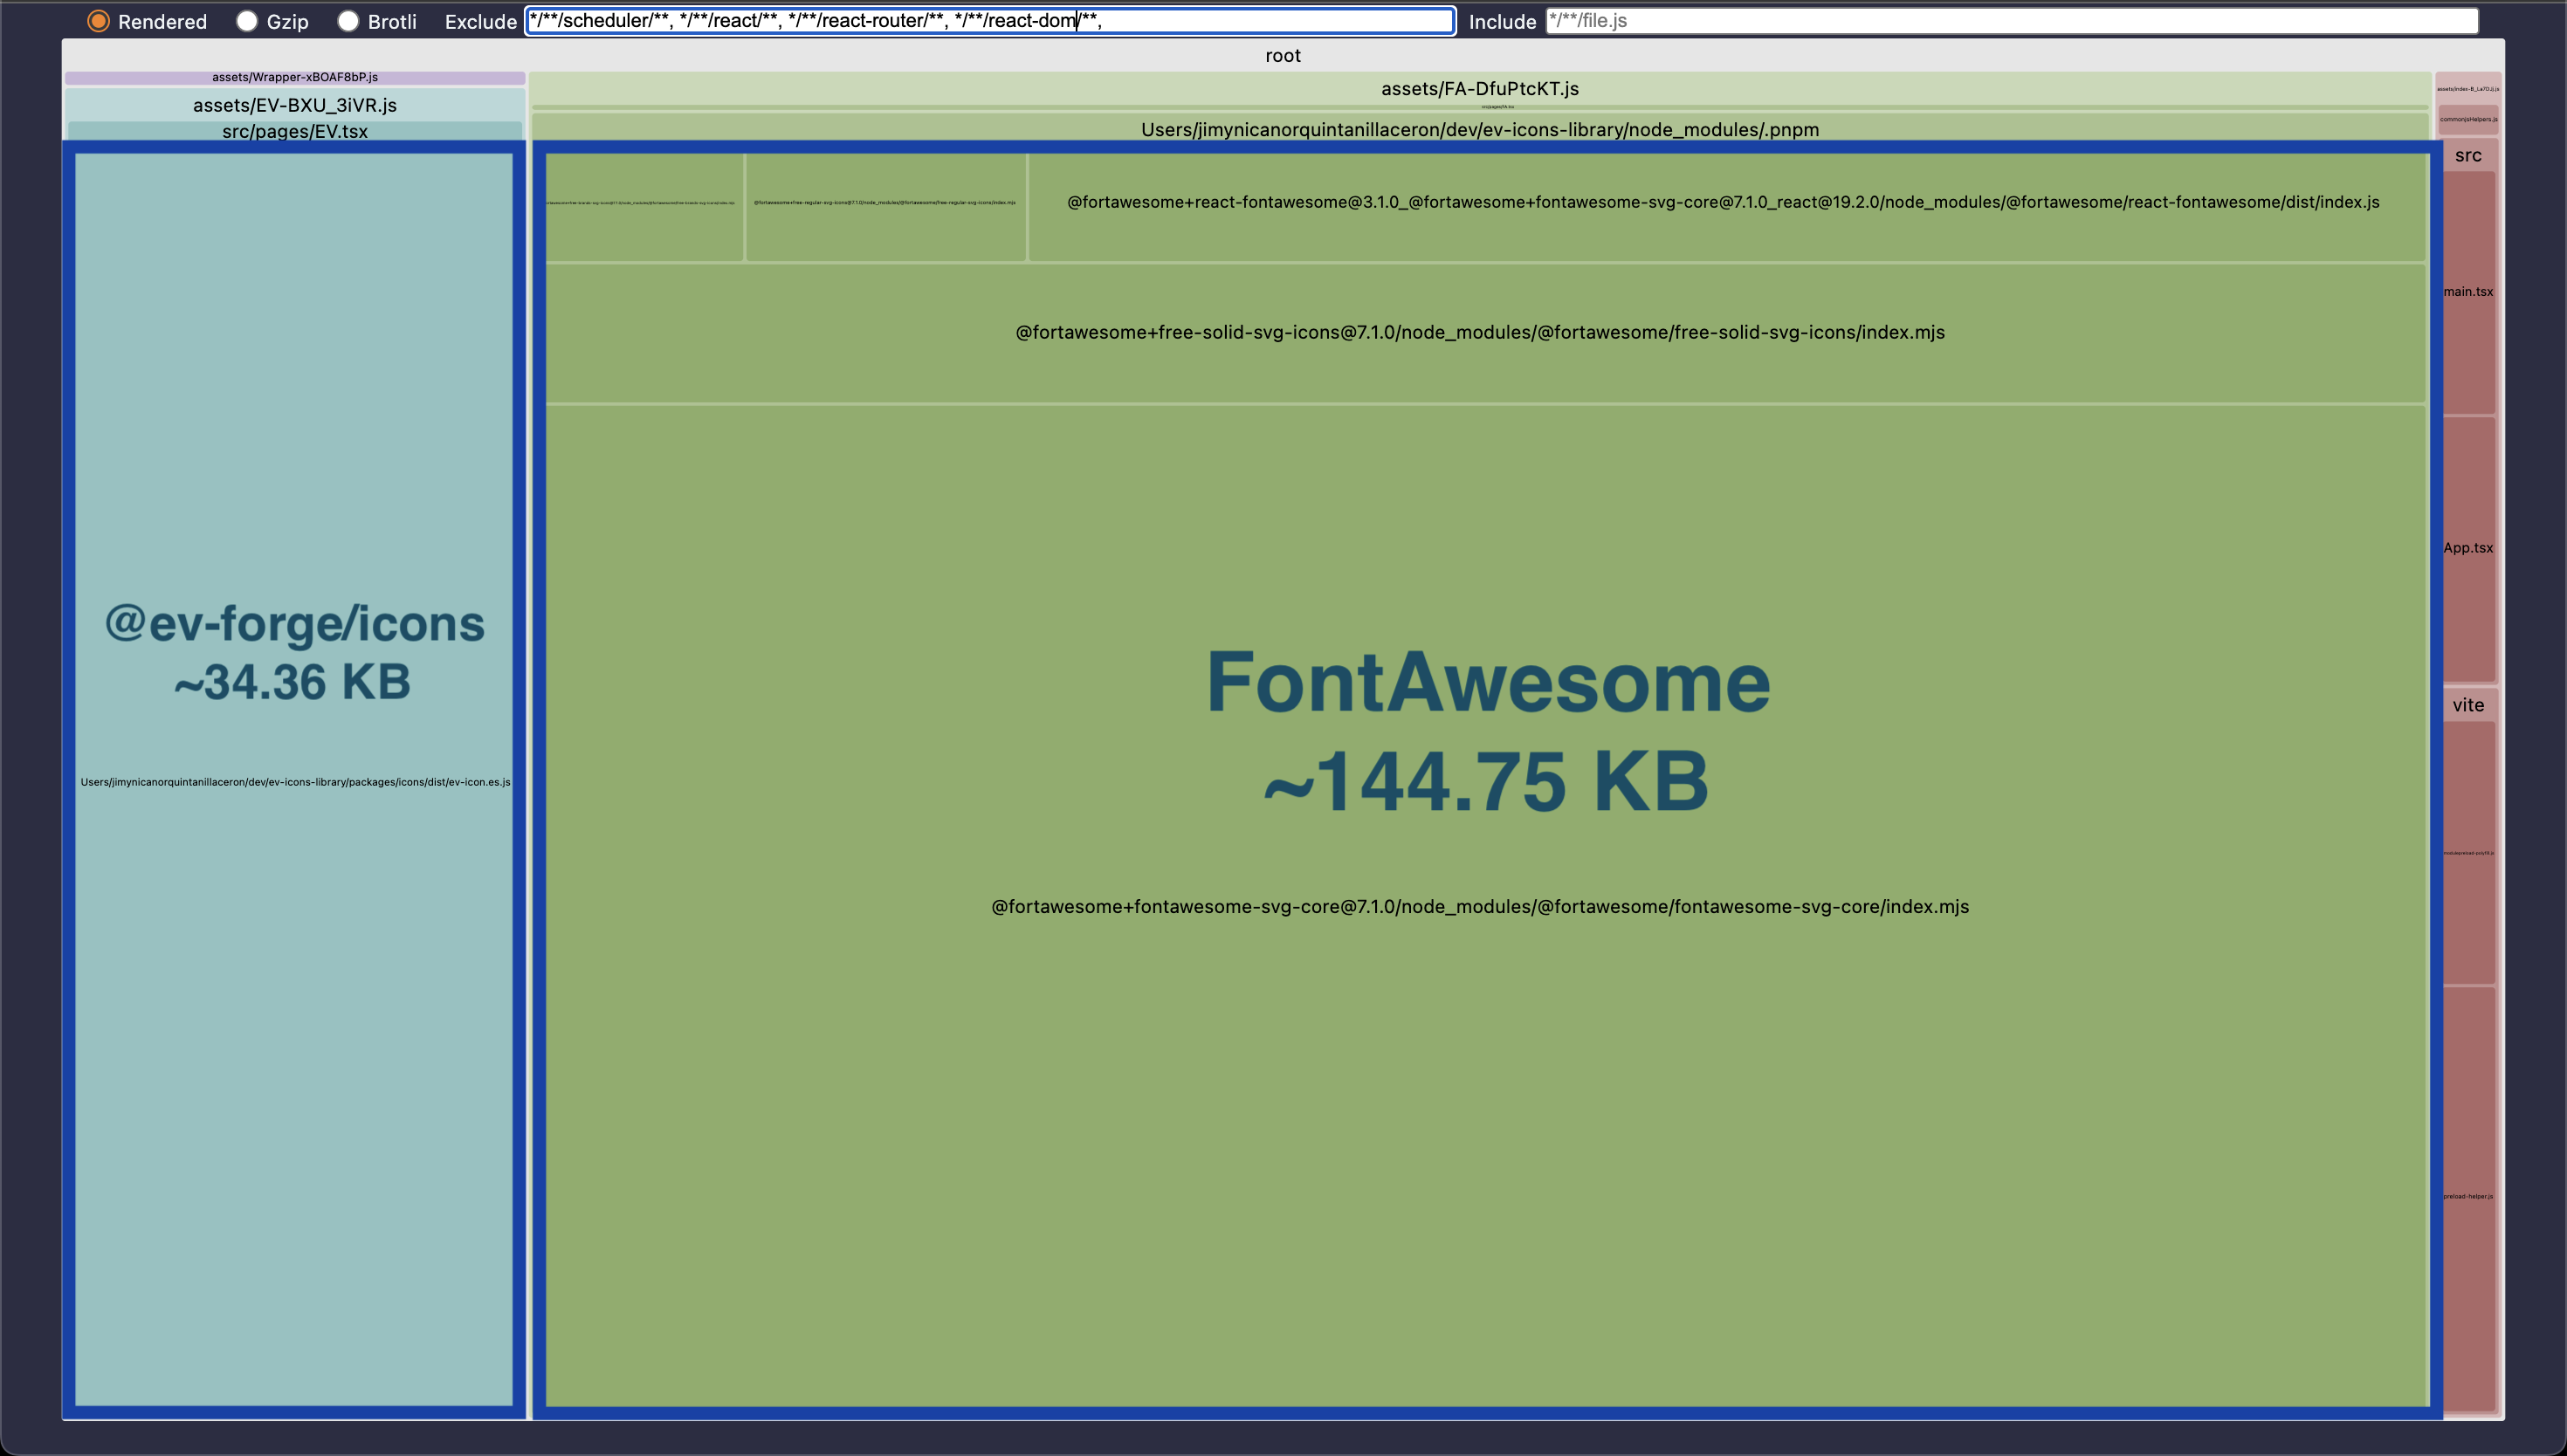 Rendered Gzip Brotli Exclude */**/scheduler/**, */**/react/**, */**/react-router/**, */**/react-dom/**, Include */**/file.js
root
assets/Wrapper-xBOAF8bP.js
assets/EV-BXU_3iVR.js
src/pages/EV.tsx
@ev-forge/icons
~34.36 KB
Users/jimynicanorquintanillaceron/dev/ev-icons-library/packages/icons/dist/ev-icon.es.js
assets/FA-DfuPtcKT.js
src/pages/FA.tsx
Users/jimynicanorquintanillaceron/dev/ev-icons-library/node_modules/.pnpm
@fortawesome+free-regular-svg-icons@7.1.0/node_modules/@fortawesome/free-regular-svg-icons/index.mjs
@fortawesome+react-fontawesome@3.1.0_@fortawesome+fontawesome-svg-core@7.1.0_react@19.2.0/node_modules/@fortawesome/react-fontawesome/dist/index.js
@fortawesome+free-solid-svg-icons@7.1.0/node_modules/@fortawesome/free-solid-svg-icons/index.mjs
FontAwesome
~144.75 KB
@fortawesome+fontawesome-svg-core@7.1.0/node_modules/@fortawesome/fontawesome-svg-core/index.mjs
commonjsHelpers.js
src
main.tsx
App.tsx
vite
preload-helper.js